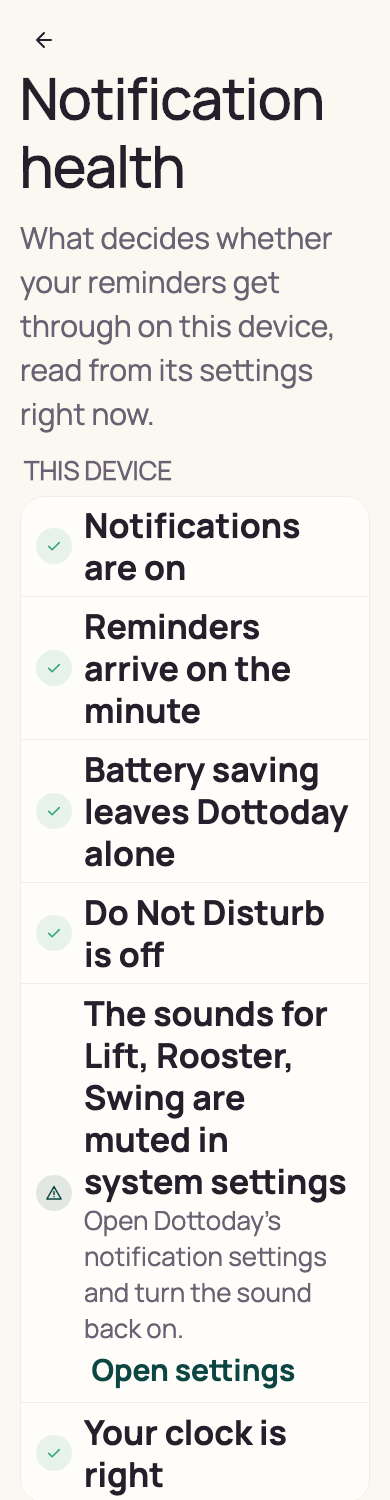 Notification
health
What decides whether
your reminders get
through on this device,
read from its settings
right now.
THIS DEVICE
Notifications
are on
Reminders
arrive on the
minute
Battery saving
leaves Dottoday
alone
Do Not Disturb
is off
The sounds for
Lift, Rooster,
Swing are
muted in
system settings
Open Dottoday’s
notification settings
and turn the sound
back on.
Open settings
Your clock is
right